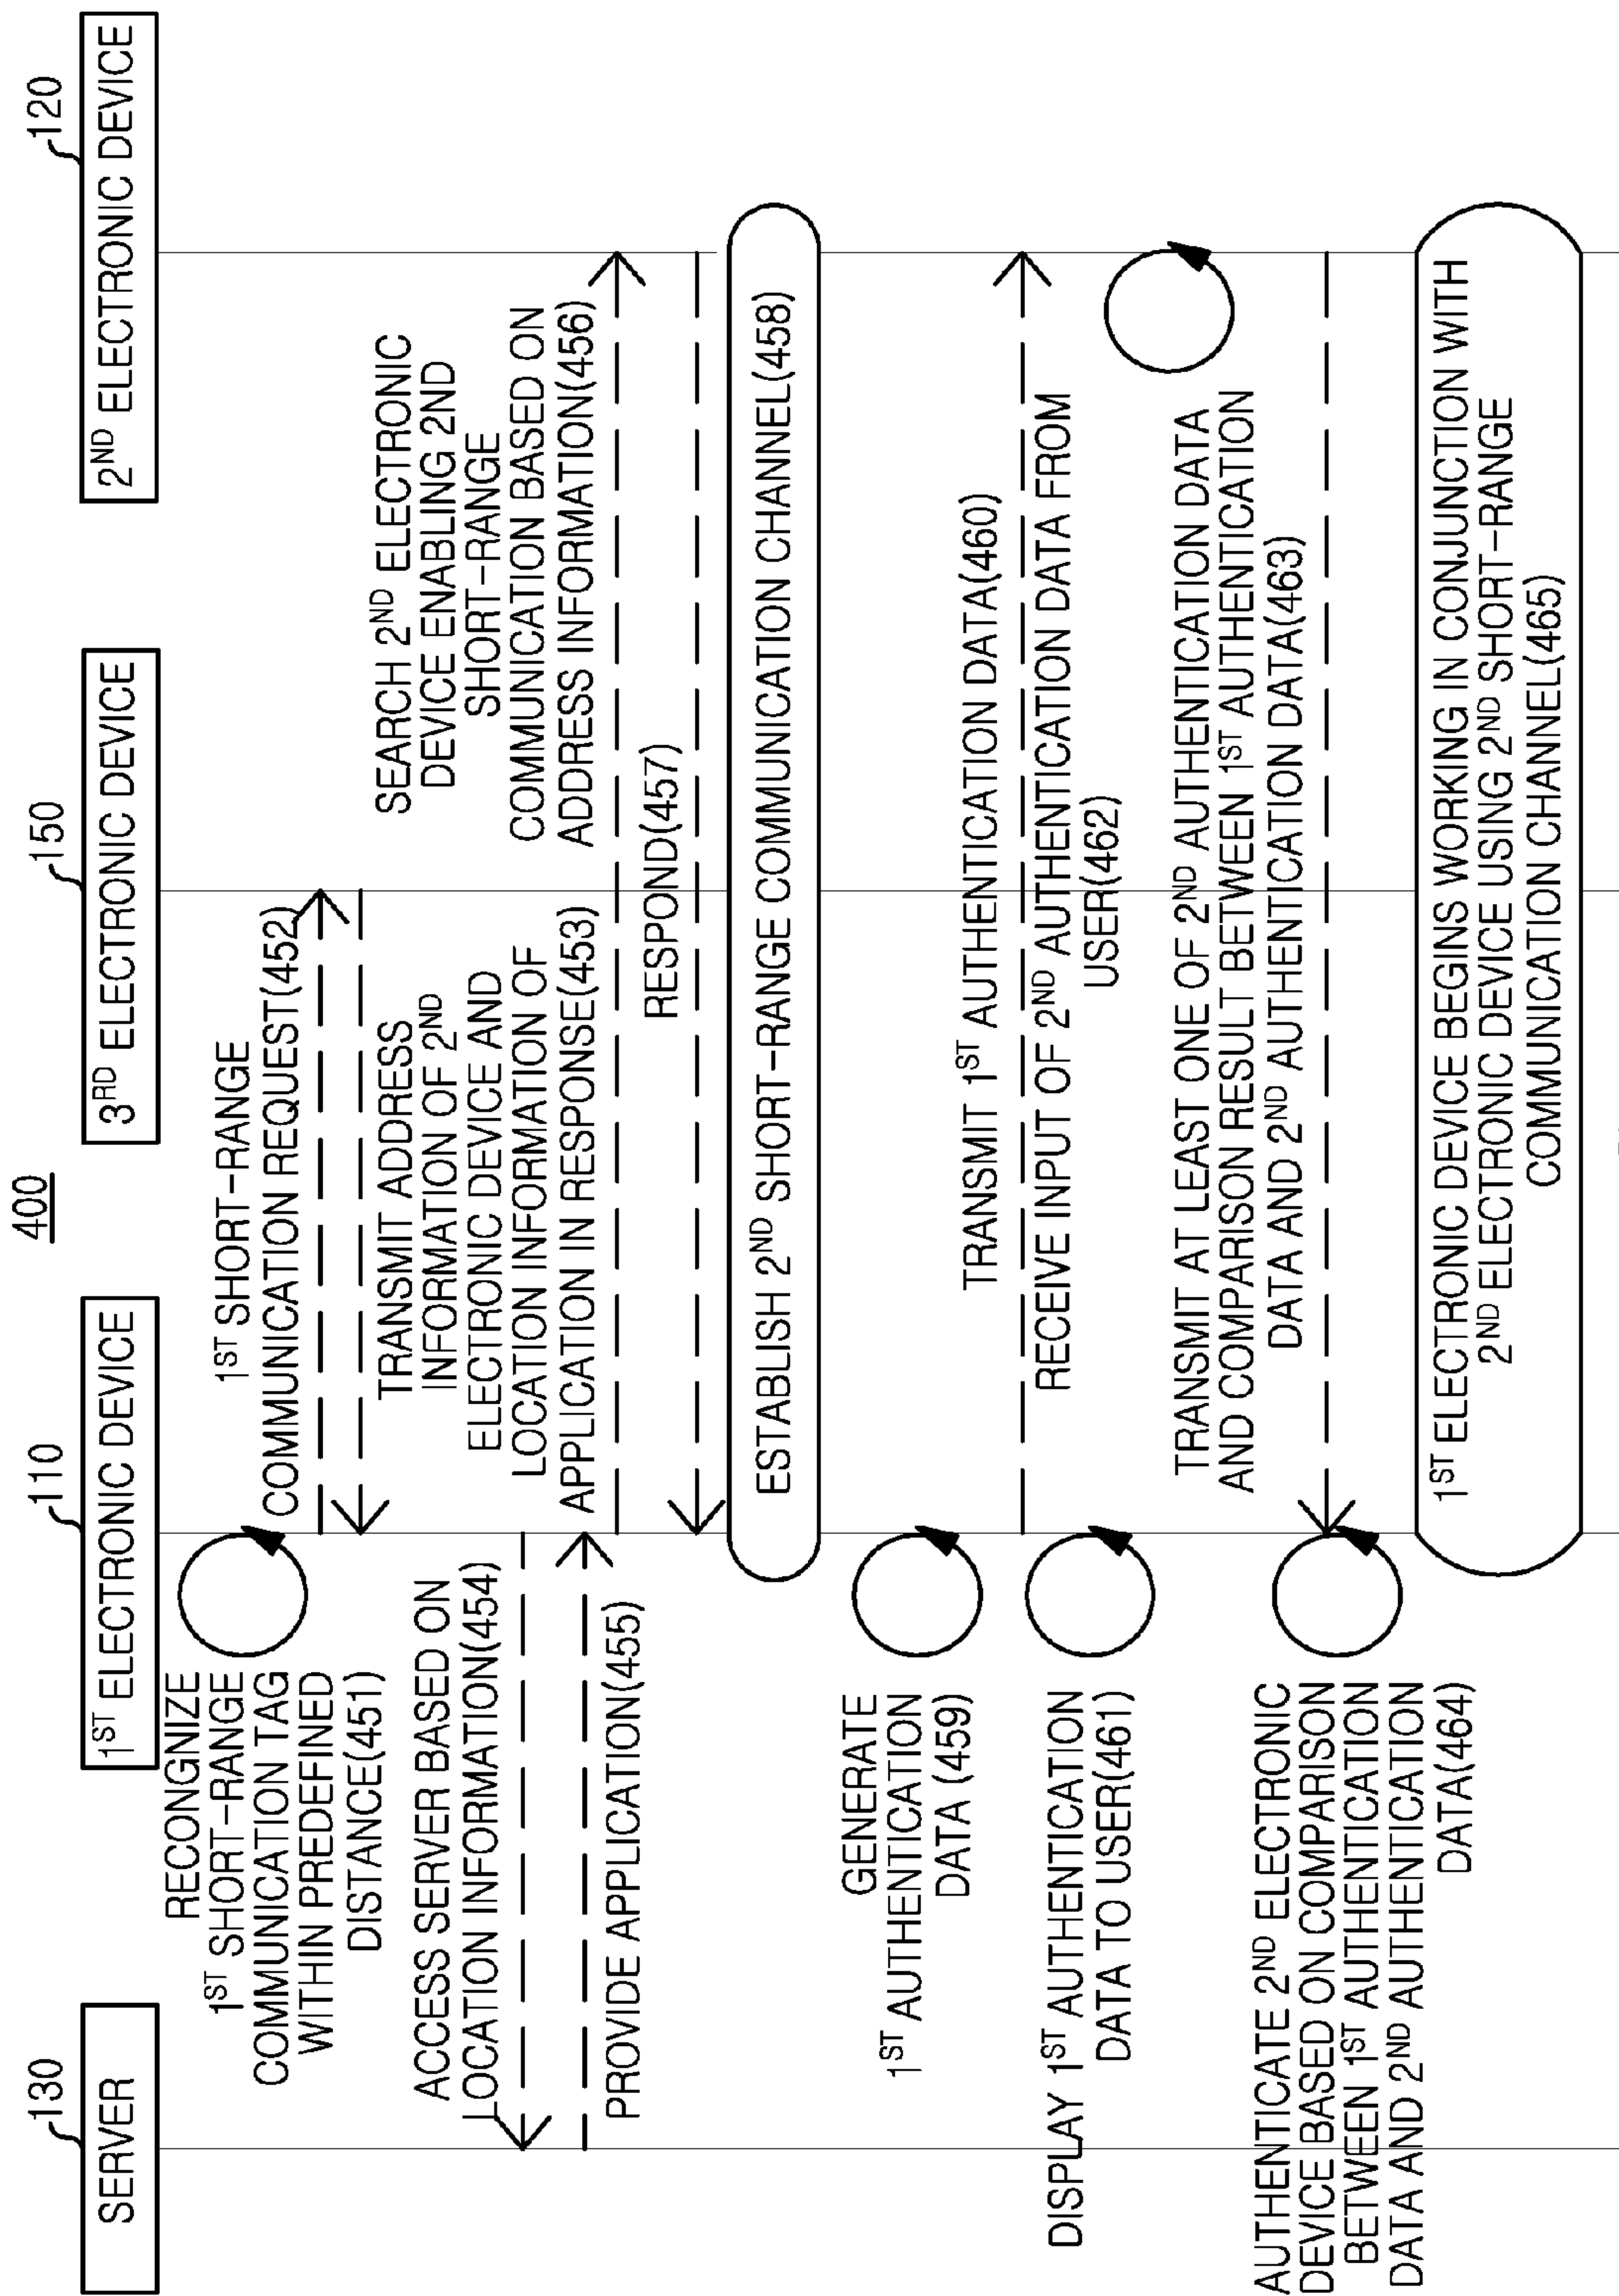 400
130
SERVER
110
1ST ELECTRONIC DEVICE
150
3RD ELECTRONIC DEVICE
120
2ND ELECTRONIC DEVICE
RECONGNIZE
1ST SHORT-RANGE
COMMUNICATION TAG
WITHIN PREDEFINED
DISTANCE(451)
1ST SHORT-RANGE
COMMUNICATION REQUEST(452)
TRANSMIT ADDRESS
INFORMATION OF 2ND
ELECTRONIC DEVICE AND
LOCATION INFORMATION OF
APPLICATION IN RESPONSE(453)
ACCESS SERVER BASED ON
LOCATION INFORMATION(454)
PROVIDE APPLICATION(455)
SEARCH 2ND ELECTRONIC
DEVICE ENABLING 2ND
SHORT-RANGE
COMMUNICATION BASED ON
ADDRESS INFORMATION(456)
RESPOND(457)
ESTABLISH 2ND SHORT-RANGE COMMUNICATION CHANNEL(458)
GENERATE
1ST AUTHENTICATION
DATA (459)
TRANSMIT 1ST AUTHENTICATION DATA(460)
DISPLAY 1ST AUTHENTICATION
DATA TO USER(461)
RECEIVE INPUT OF 2ND AUTHENTICATION DATA FROM
USER(462)
TRANSMIT AT LEAST ONE OF 2ND AUTHENTICATION DATA
AND COMPARISON RESULT BETWEEN 1ST AUTHENTICATION
DATA AND 2ND AUTHENTICATION DATA(463)
AUTHENTICATE 2ND ELECTRONIC
DEVICE BASED ON COMPARISON
BETWEEN 1ST AUTHENTICATION
DATA AND 2ND AUTHENTICATION
DATA(464)
1ST ELECTRONIC DEVICE BEGINS WORKING IN CONJUNCTION WITH
2ND ELECTRONIC DEVICE USING 2ND SHORT-RANGE
COMMUNICATION CHANNEL(465)